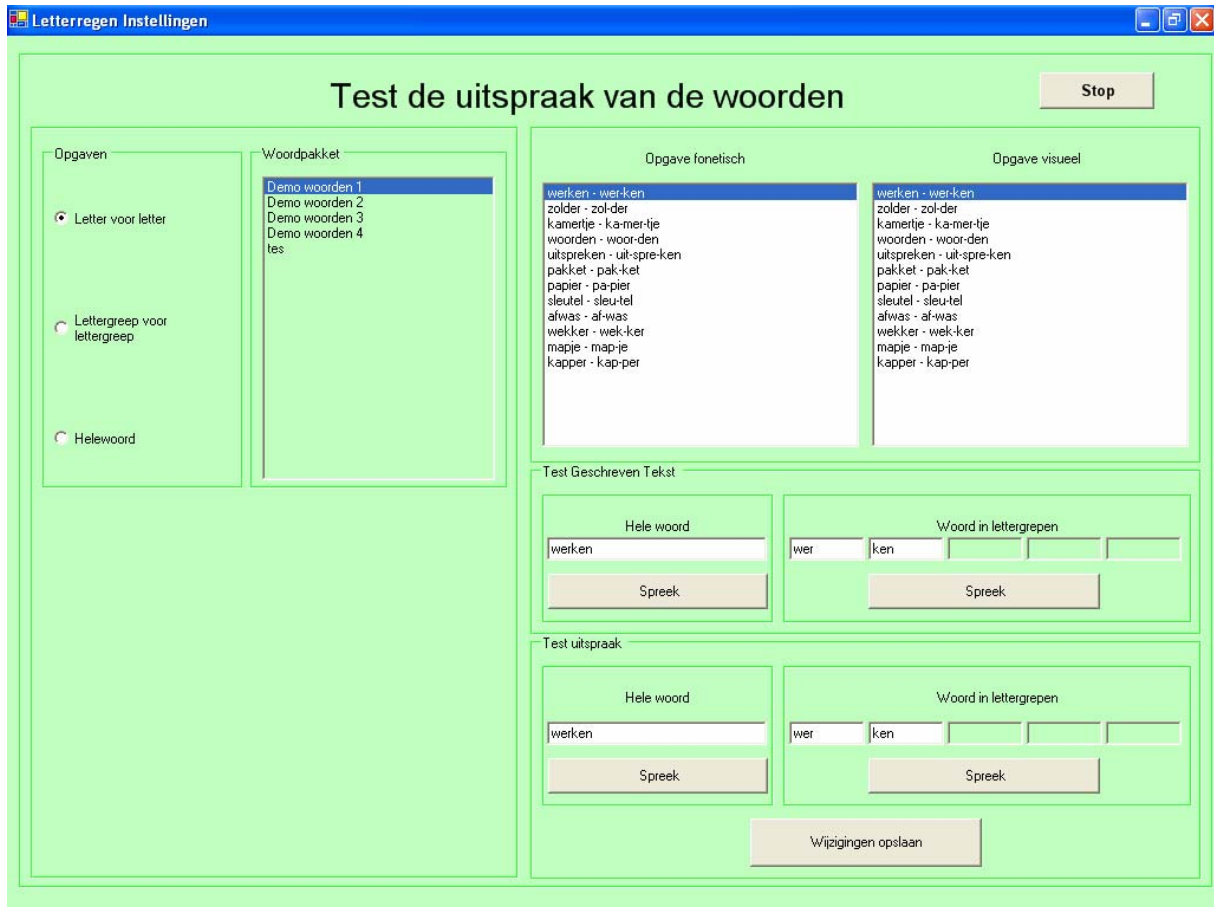 Letterregen Instellingen
Test de uitspraak van de woorden
Stop
Opgaven
Letter voor letter
Lettergreep voor
lettergreep
Helewoord
Woordpakket
Demo woorden 1
Demo woorden 2
Demo woorden 3
Demo woorden 4
tes
Opgave fonetisch
werken - wer-ken
zolder - zol-der
kamertje - ka-mer-tje
woorden - woor-den
uitspreken - uit-spre-ken
pakket - pak-ket
papier - pa-pier
sleutel - sleu-tel
afwas - af-was
wekker - wek-ker
mapje - map-je
kapper - kap-per
Opgave visueel
werken - wer-ken
zolder - zol-der
kamertje - ka-mer-tje
woorden - woor-den
uitspreken - uit-spre-ken
pakket - pak-ket
papier - pa-pier
sleutel - sleu-tel
afwas - af-was
wekker - wek-ker
mapje - map-je
kapper - kap-per
Test Geschreven Tekst
Hele woord
werken
Spreek
Woord in lettergrepen
wer ken
Spreek
Test uitspraak
Hele woord
werken
Spreek
Woord in lettergrepen
wer ken
Spreek
Wijzigingen opslaan